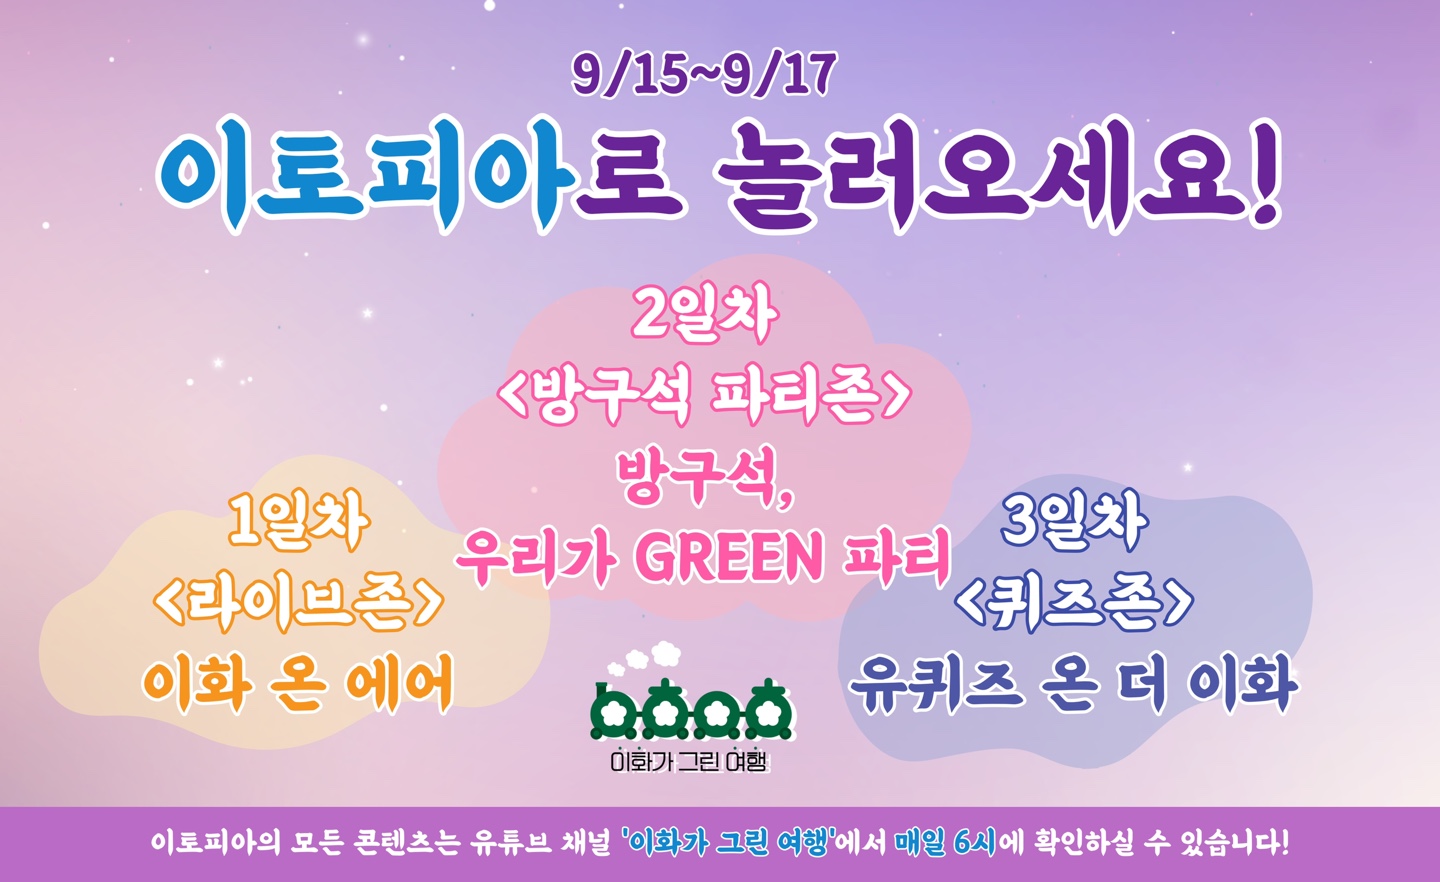 9/15~9/17
이토피아로 놀러오세요!
1일차
<라이브존>
이화 온 에어
2일차
<방구석 파티존>
방구석,
우리가 GREEN 파티
3일차
<퀴즈존>
유퀴즈 온 더 이화
이화가 그린 여행
이토피아의 모든 콘텐츠는 유튜브 채널 '이화가 그린 여행'에서 매일 6시에 확인하실 수 있습니다!